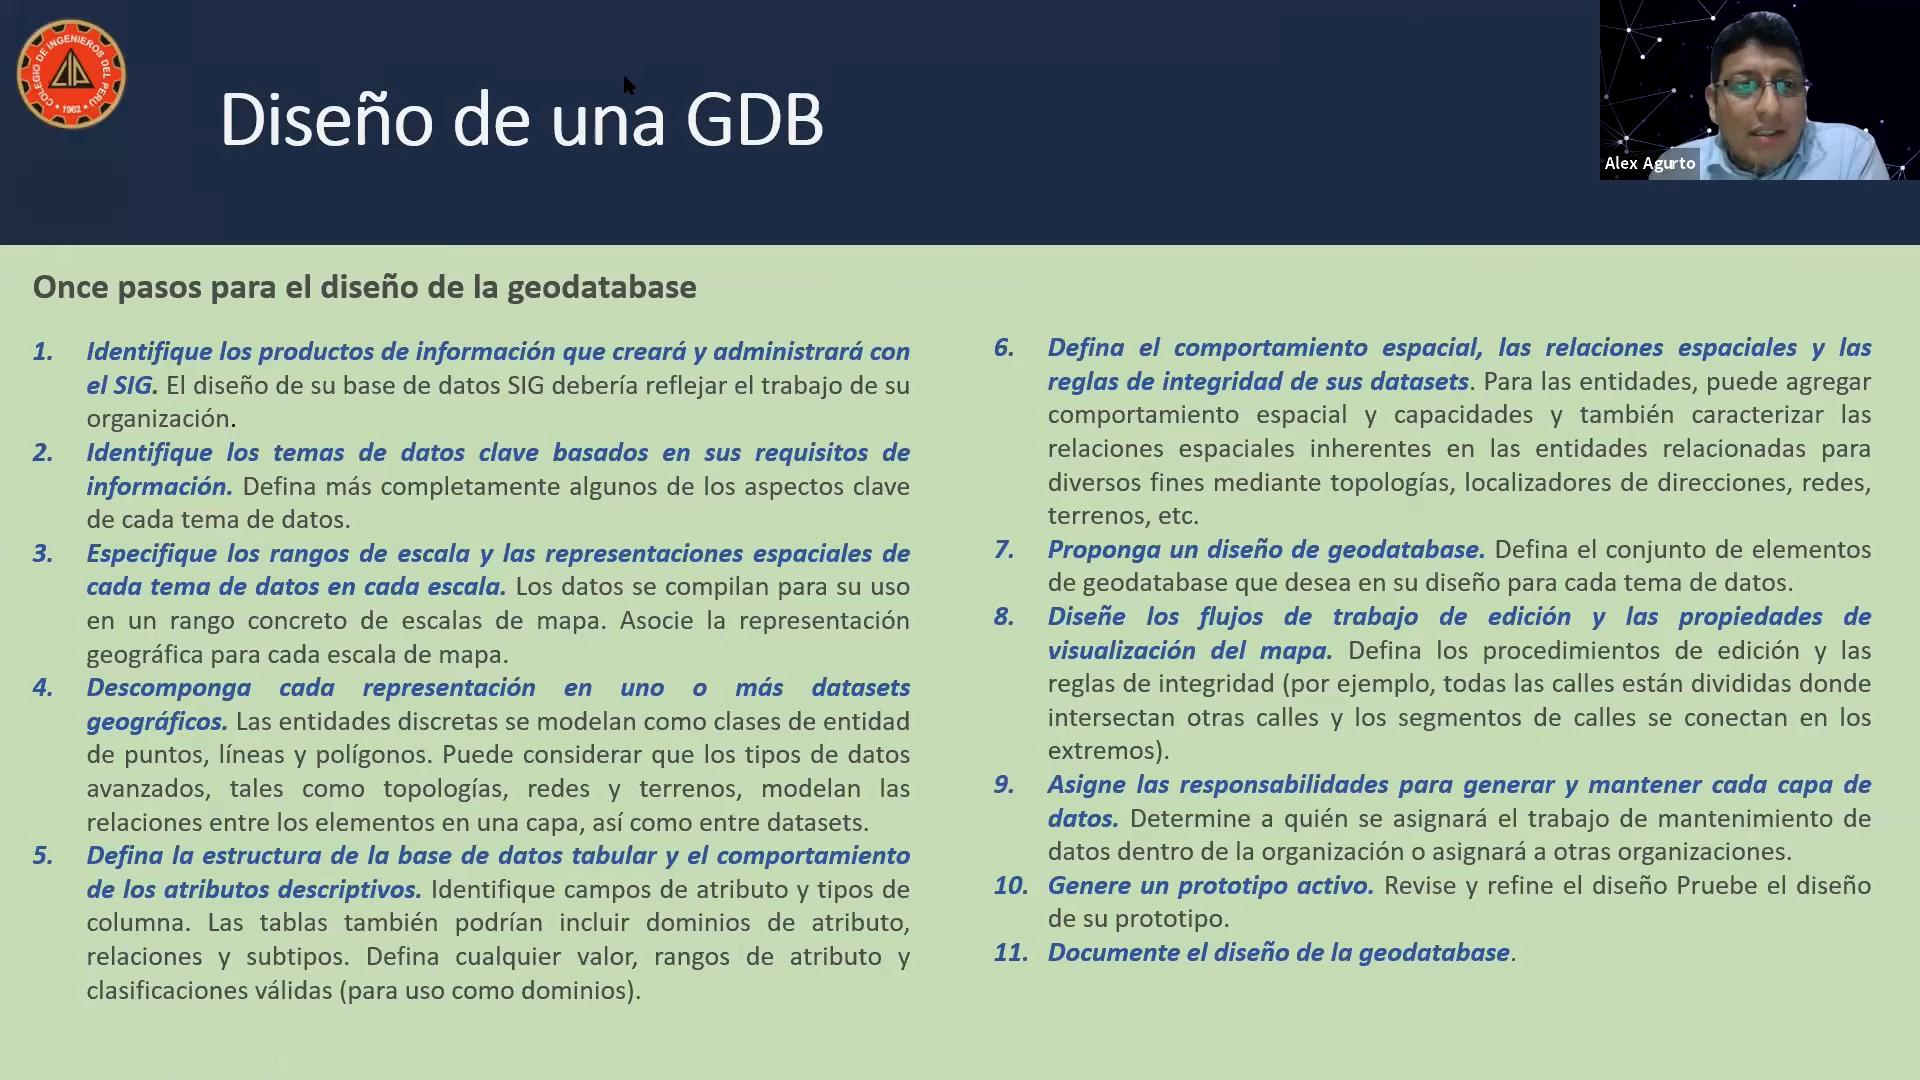 COLEGIO DE INGENIEROS DEL PERU
CIP
• 1962 •
Diseño de una GDB
Alex Agurto
Once pasos para el diseño de la geodatabase
1. Identifique los productos de información que creará y administrará con
el SIG. El diseño de su base de datos SIG debería reflejar el trabajo de su
organización.
2. Identifique los temas de datos clave basados en sus requisitos de
información. Defina más completamente algunos de los aspectos clave
de cada tema de datos.
3. Especifique los rangos de escala y las representaciones espaciales de
cada tema de datos en cada escala. Los datos se compilan para su uso
en un rango concreto de escalas de mapa. Asocie la representación
geográfica para cada escala de mapa.
4. Descomponga cada representación en uno o más datasets
geográficos. Las entidades discretas se modelan como clases de entidad
de puntos, líneas y polígonos. Puede considerar que los tipos de datos
avanzados, tales como topologías, redes y terrenos, modelan las
relaciones entre los elementos en una capa, así como entre datasets.
5. Defina la estructura de la base de datos tabular y el comportamiento
de los atributos descriptivos. Identifique campos de atributo y tipos de
columna. Las tablas también podrían incluir dominios de atributo,
relaciones y subtipos. Defina cualquier valor, rangos de atributo y
clasificaciones válidas (para uso como dominios).
6. Defina el comportamiento espacial, las relaciones espaciales y las
reglas de integridad de sus datasets. Para las entidades, puede agregar
comportamiento espacial y capacidades y también caracterizar las
relaciones espaciales inherentes en las entidades relacionadas para
diversos fines mediante topologías, localizadores de direcciones, redes,
terrenos, etc.
7. Proponga un diseño de geodatabase. Defina el conjunto de elementos
de geodatabase que desea en su diseño para cada tema de datos.
8. Diseñe los flujos de trabajo de edición y las propiedades de
visualización del mapa. Defina los procedimientos de edición y las
reglas de integridad (por ejemplo, todas las calles están divididas donde
intersectan otras calles y los segmentos de calles se conectan en los
extremos).
9. Asigne las responsabilidades para generar y mantener cada capa de
datos. Determine a quién se asignará el trabajo de mantenimiento de
datos dentro de la organización o asignará a otras organizaciones.
10. Genere un prototipo activo. Revise y refine el diseño Pruebe el diseño
de su prototipo.
11. Documente el diseño de la geodatabase.